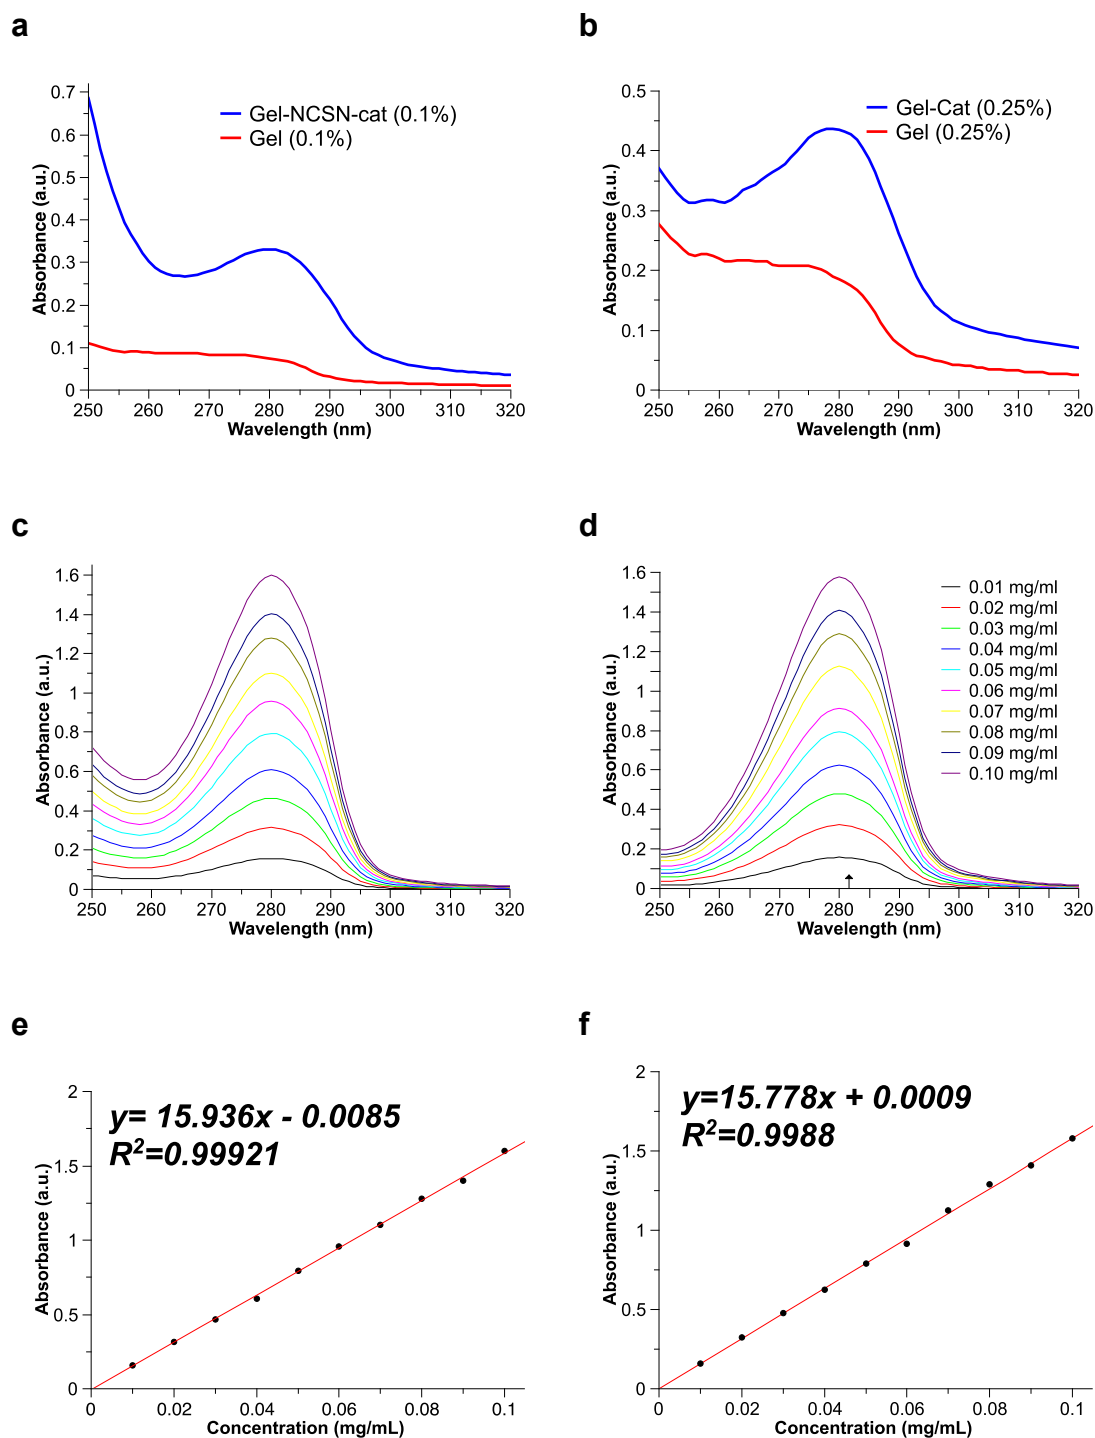 a
Gel-NCSN-cat (0.1%)
Gel (0.1%)
Absorbance (a.u.)
0.7
0.6
0.5
0.4
0.3
0.2
0.1
0
250 260 270 280 290 300 310 320
Wavelength (nm)
b
Gel-Cat (0.25%)
Gel (0.25%)
Absorbance (a.u.)
0.5
0.4
0.3
0.2
0.1
0
250 260 270 280 290 300 310 320
Wavelength (nm)
c
Absorbance (a.u.)
1.6
1.4
1.2
1
0.8
0.6
0.4
0.2
0
250 260 270 280 290 300 310 320
Wavelength (nm)
d
Absorbance (a.u.)
1.6
1.4
1.2
1
0.8
0.6
0.4
0.2
0
0.01 mg/ml
0.02 mg/ml
0.03 mg/ml
0.04 mg/ml
0.05 mg/ml
0.06 mg/ml
0.07 mg/ml
0.08 mg/ml
0.09 mg/ml
0.10 mg/ml
250 260 270 280 290 300 310 320
Wavelength (nm)
e
y= 15.936x - 0.0085
R²=0.99921
Absorbance (a.u.)
2
1.5
1
0.5
0
0 0.02 0.04 0.06 0.08 0.1
Concentration (mg/mL)
f
y=15.778x + 0.0009
R²=0.9988
Absorbance (a.u.)
2
1.5
1
0.5
0
0 0.02 0.04 0.06 0.08 0.1
Concentration (mg/mL)